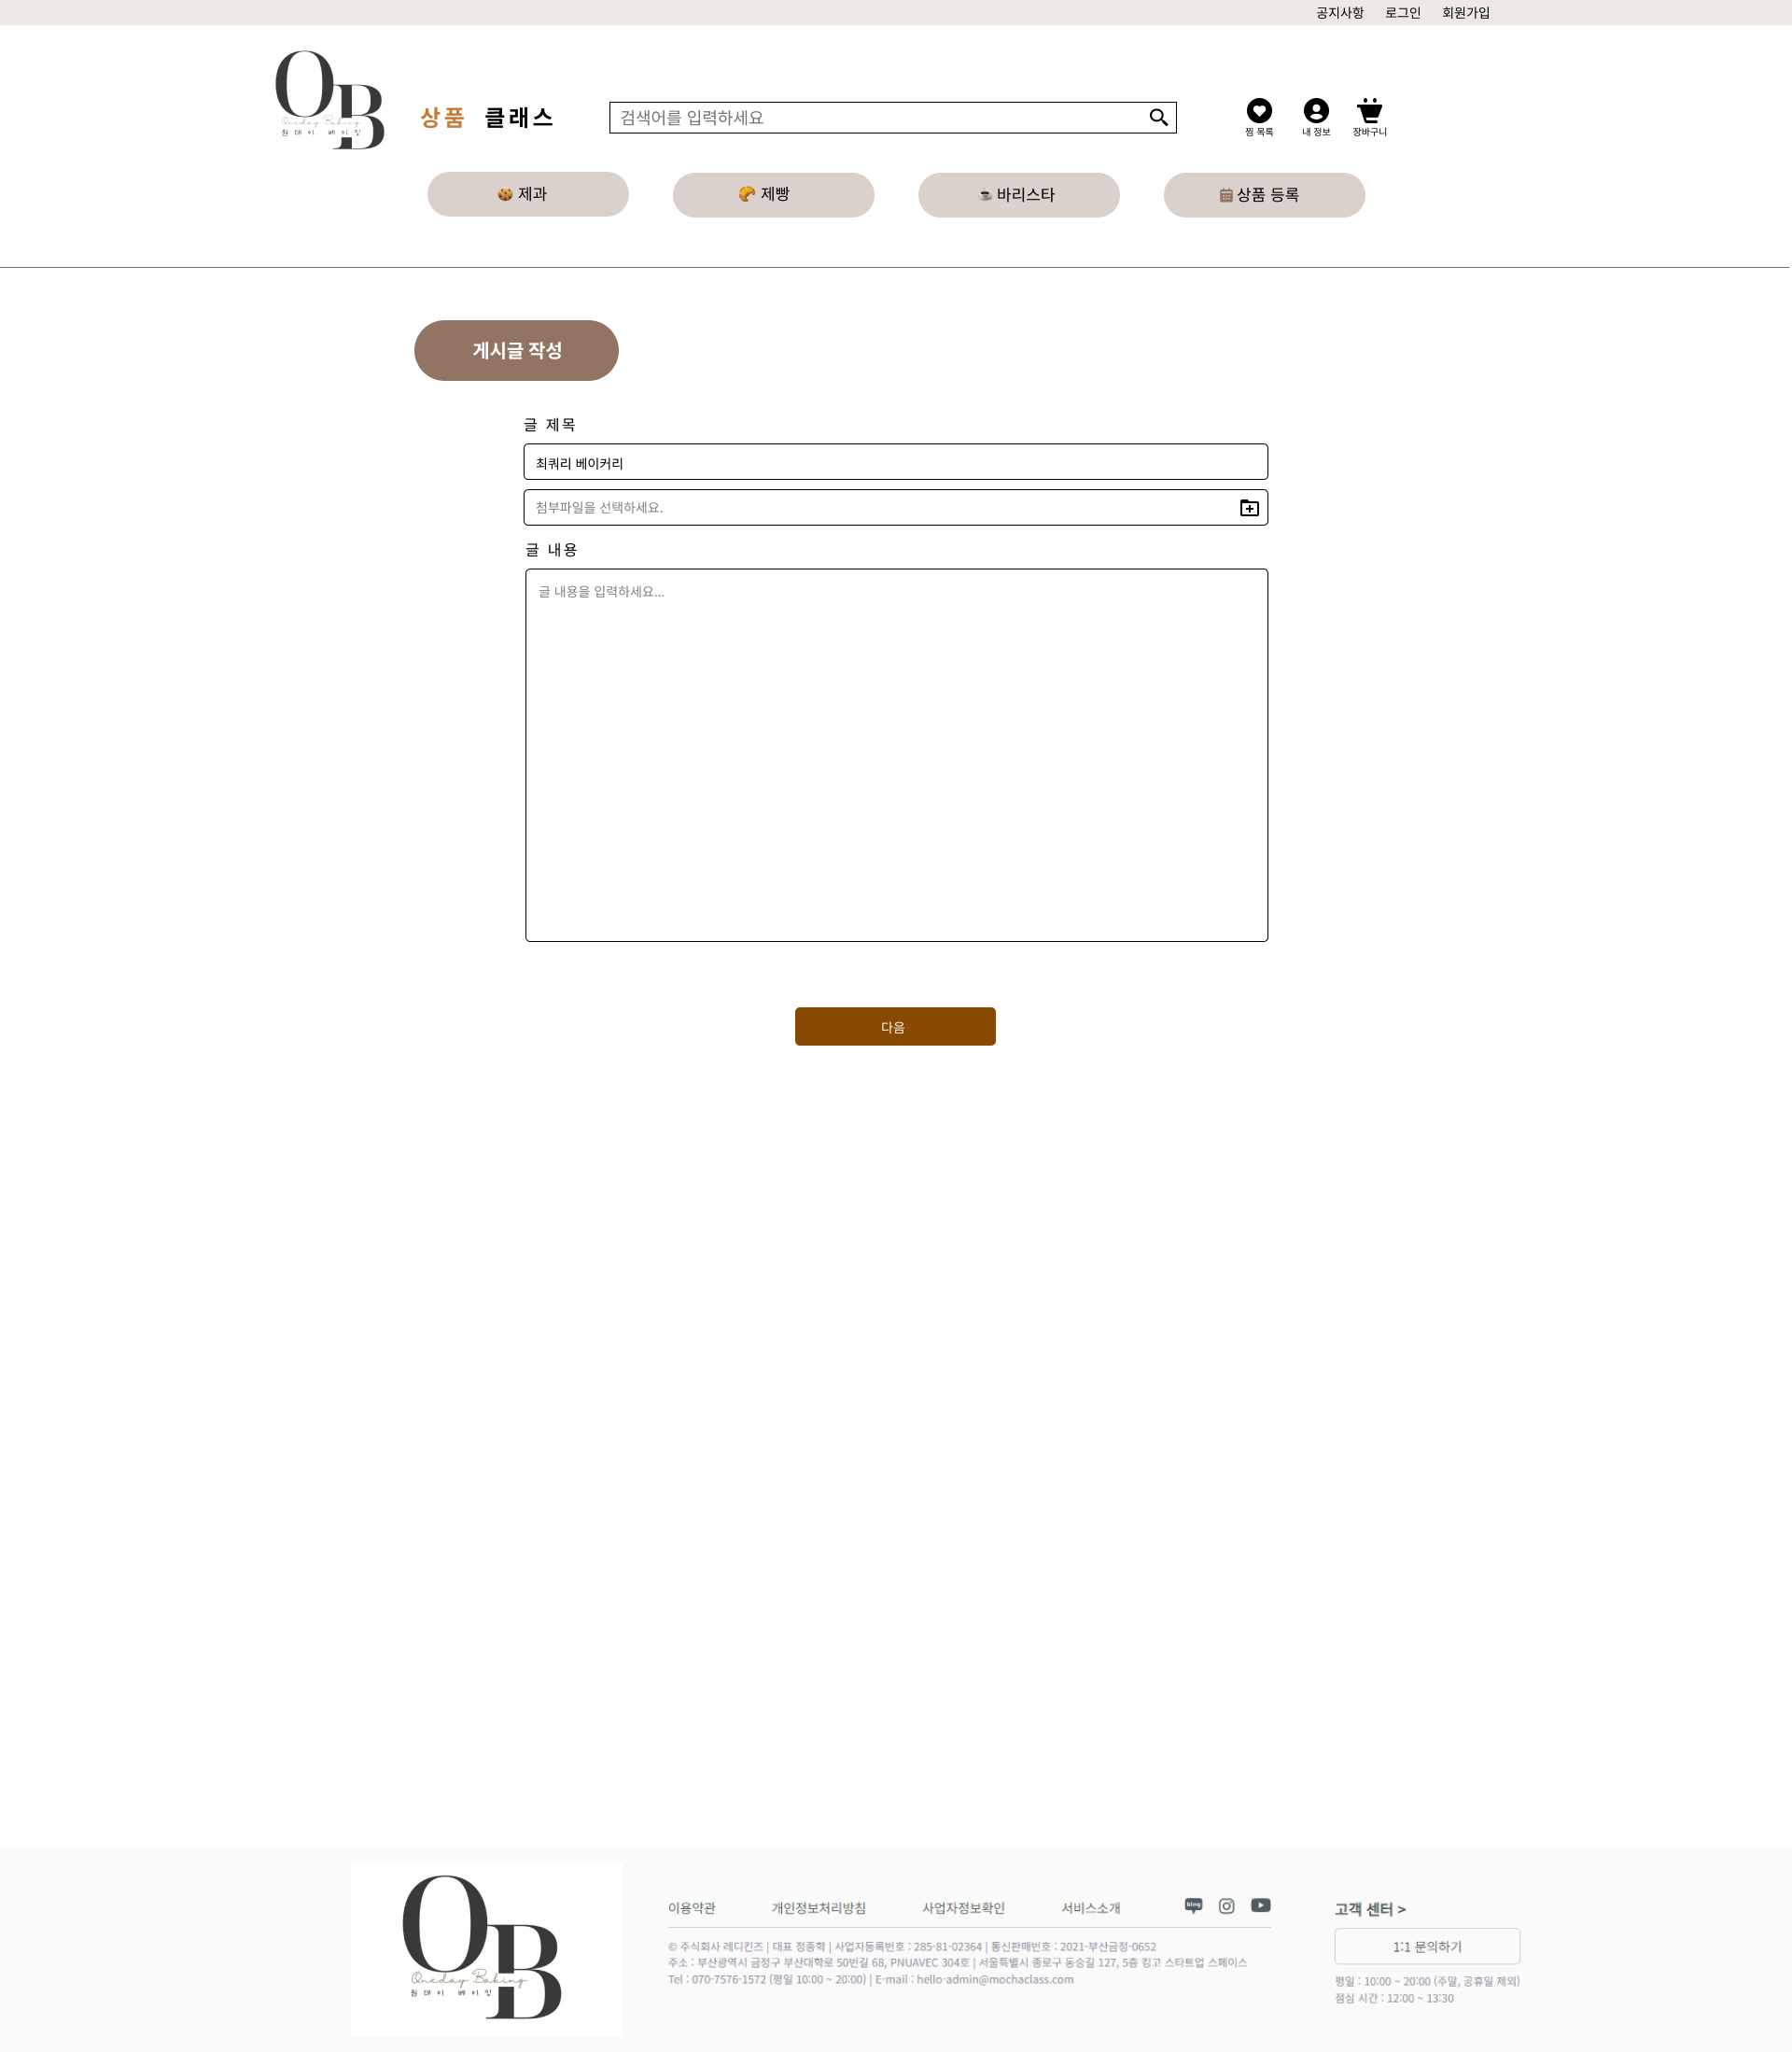 공지사항 로그인 회원가입
OB
Oneday Baking
원데이 베이킹
상품 클래스
검색어를 입력하세요
찜 목록 내 정보 장바구니
제과 제빵 바리스타 상품 등록
게시글 작성
글 제목
최쿼리 베이커리
첨부파일을 선택하세요.
글 내용
글 내용을 입력하세요...
다음
OB
Oneday Baking
원데이 베이킹
이용약관 개인정보처리방침 사업자정보확인 서비스소개 blog
© 주식회사 레디킨즈 | 대표 정종학 | 사업자등록번호 : 285-81-02364 | 통신판매번호 : 2021-부산금정-0652
주소 : 부산광역시 금정구 부산대학로 50번길 68, PNUAVEC 304호 | 서울특별시 종로구 동숭길 127, 5층 킹고 스타트업 스페이스
Tel : 070-7576-1572 (평일 10:00 ~ 20:00) | E-mail : hello-admin@mochaclass.com
고객 센터 >
1:1 문의하기
평일 : 10:00 ~ 20:00 (주말, 공휴일 제외)
점심 시간 : 12:00 ~ 13:30